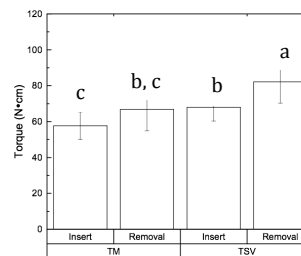 120
100
80
60
40
20
0
Torque (N•cm)
c
b, c
b
a
Insert Removal Insert Removal
TM TSV